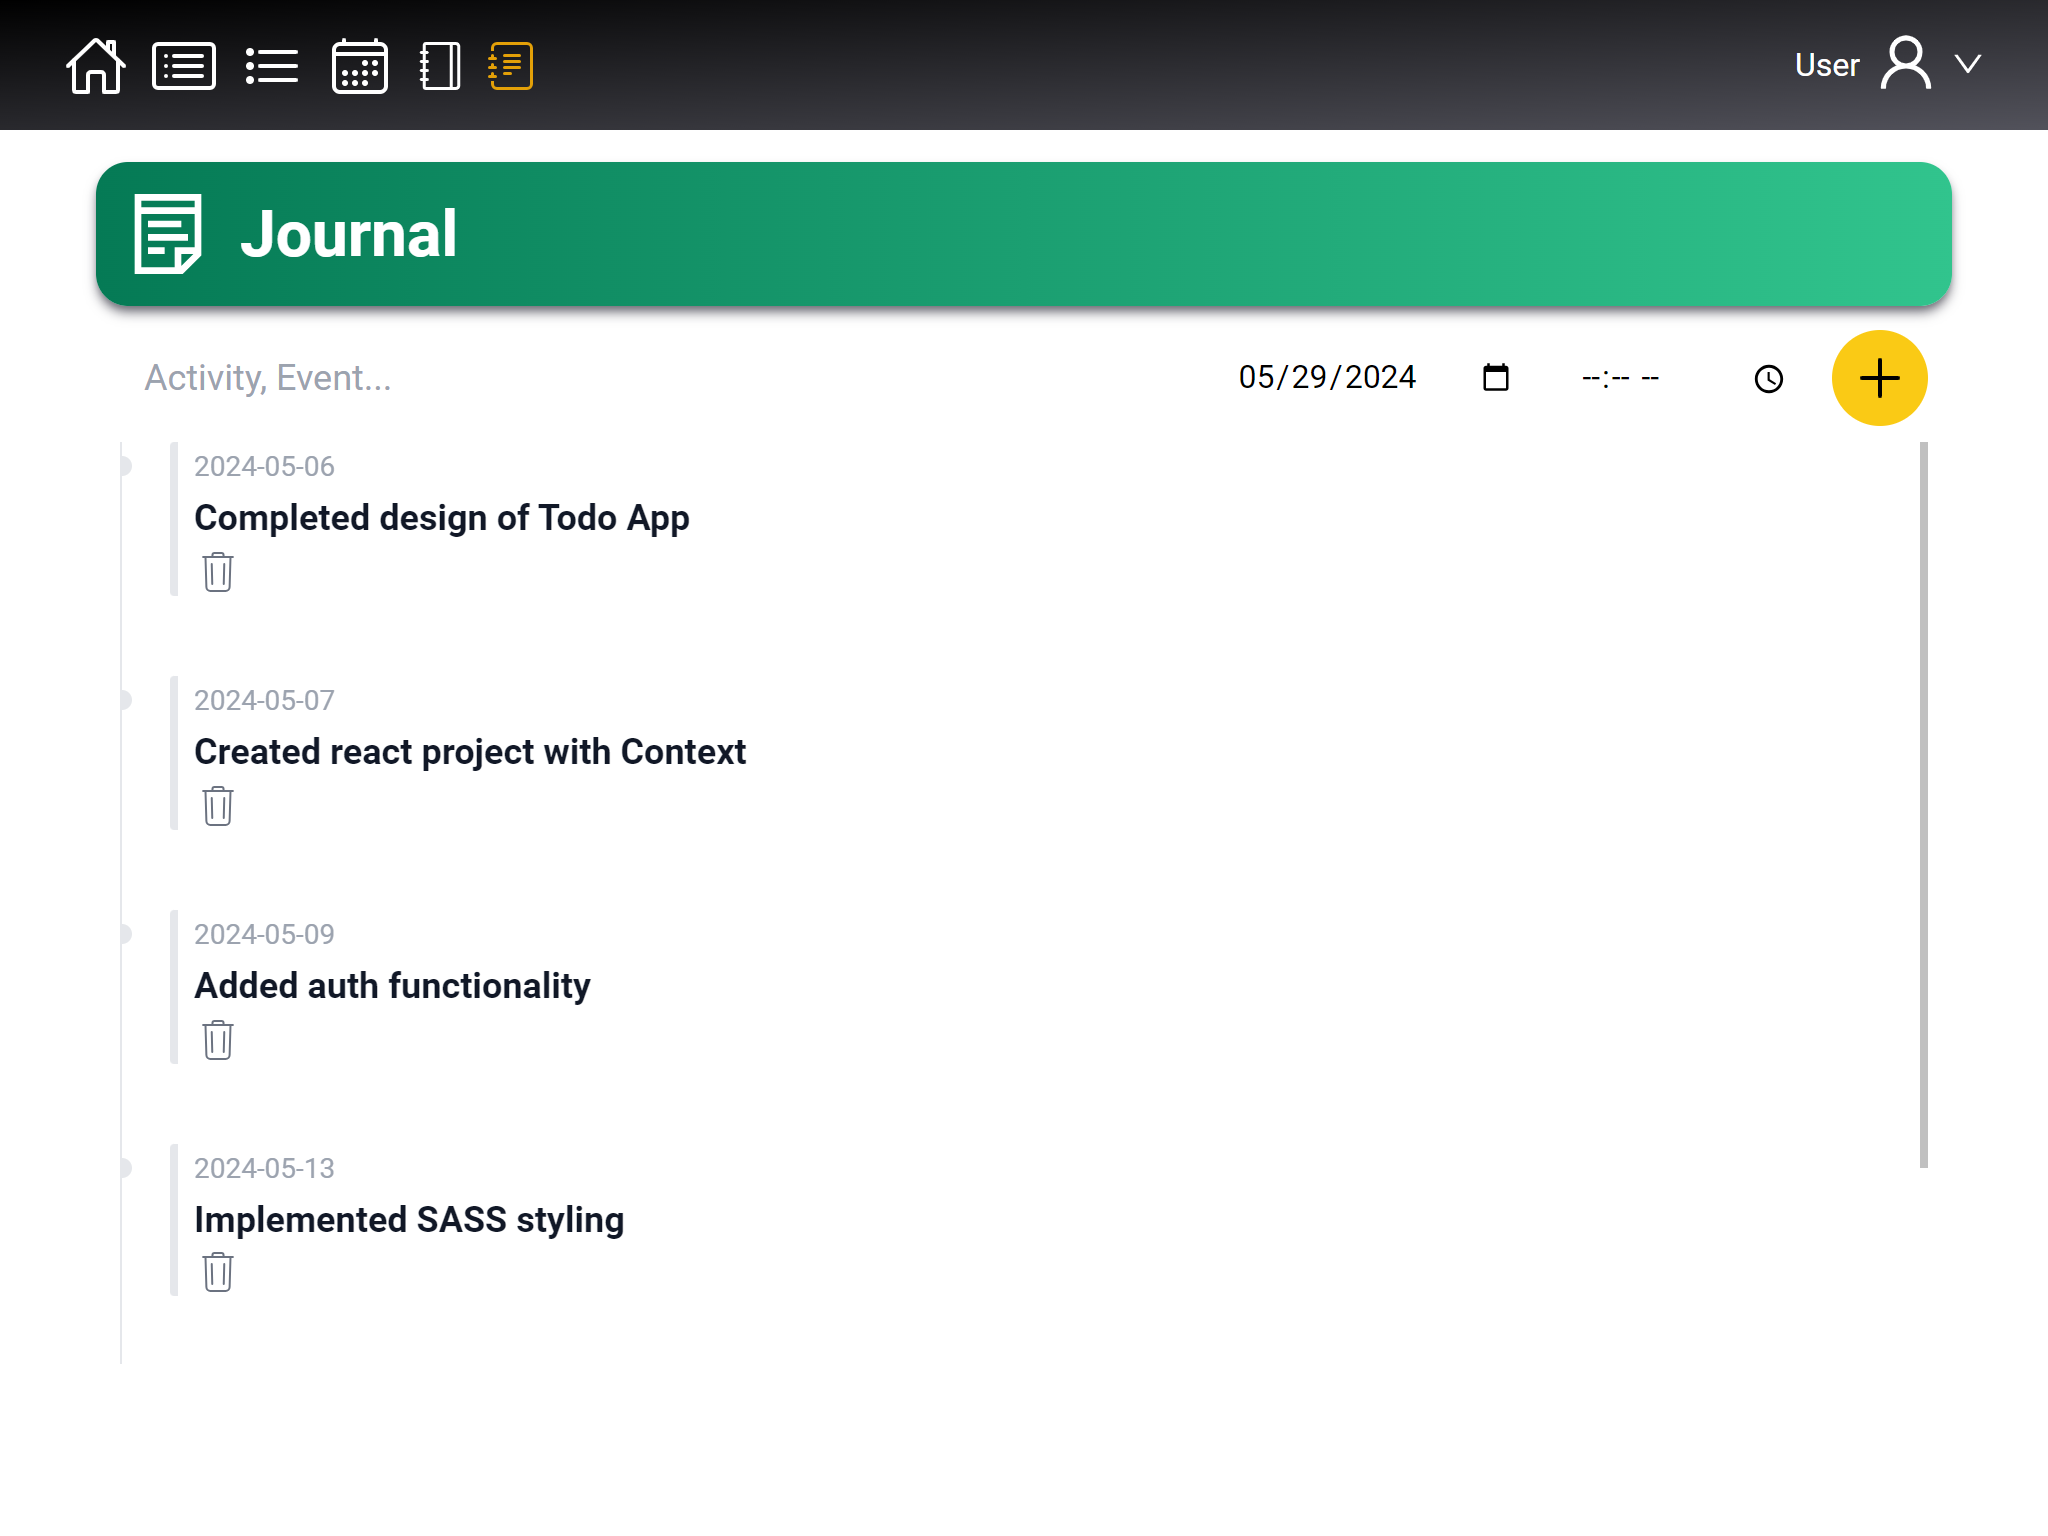 User
Journal
Activity, Event... 05/29/2024 --:-- --
2024-05-06
Completed design of Todo App
2024-05-07
Created react project with Context
2024-05-09
Added auth functionality
2024-05-13
Implemented SASS styling